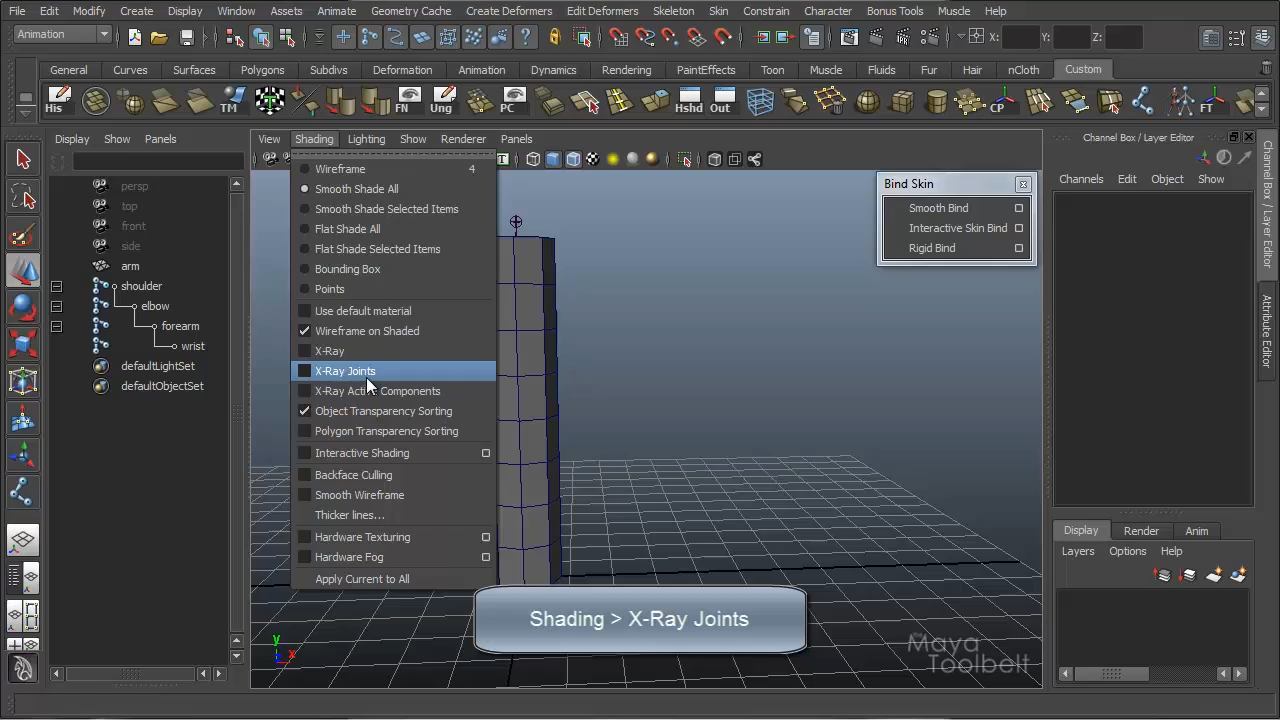 File Edit Modify Create Display Window Assets Animate Geometry Cache Create Deformers Edit Deformers Skeleton Skin Constrain Character Bonus Tools Muscle Help
Animation X: Y: Z:
General Curves Surfaces Polygons Subdivs Deformation Animation Dynamics Rendering PaintEffects Toon Muscle Fluids Fur Hair nCloth Custom
His TM FN Ung PC Hshd Out CP FT
Display Show Panels
View Shading Lighting Show Renderer Panels
Channel Box / Layer Editor
persp
top
front
side
arm
shoulder
elbow
forearm
wrist
defaultLightSet
defaultObjectSet
Wireframe 4
Smooth Shade All
Smooth Shade Selected Items
Flat Shade All
Flat Shade Selected Items
Bounding Box
Points
Use default material
Wireframe on Shaded
X-Ray
X-Ray Joints
X-Ray Active Components
Object Transparency Sorting
Polygon Transparency Sorting
Interactive Shading
Backface Culling
Smooth Wireframe
Thicker lines...
Hardware Texturing
Hardware Fog
Apply Current to All
Bind Skin
Smooth Bind
Interactive Skin Bind
Rigid Bind
Channels Edit Object Show
Channel Box / Layer Editor
Attribute Editor
Display Render Anim
Layers Options Help
Shading > X-Ray Joints
y
z x
the
Maya
Toolbelt